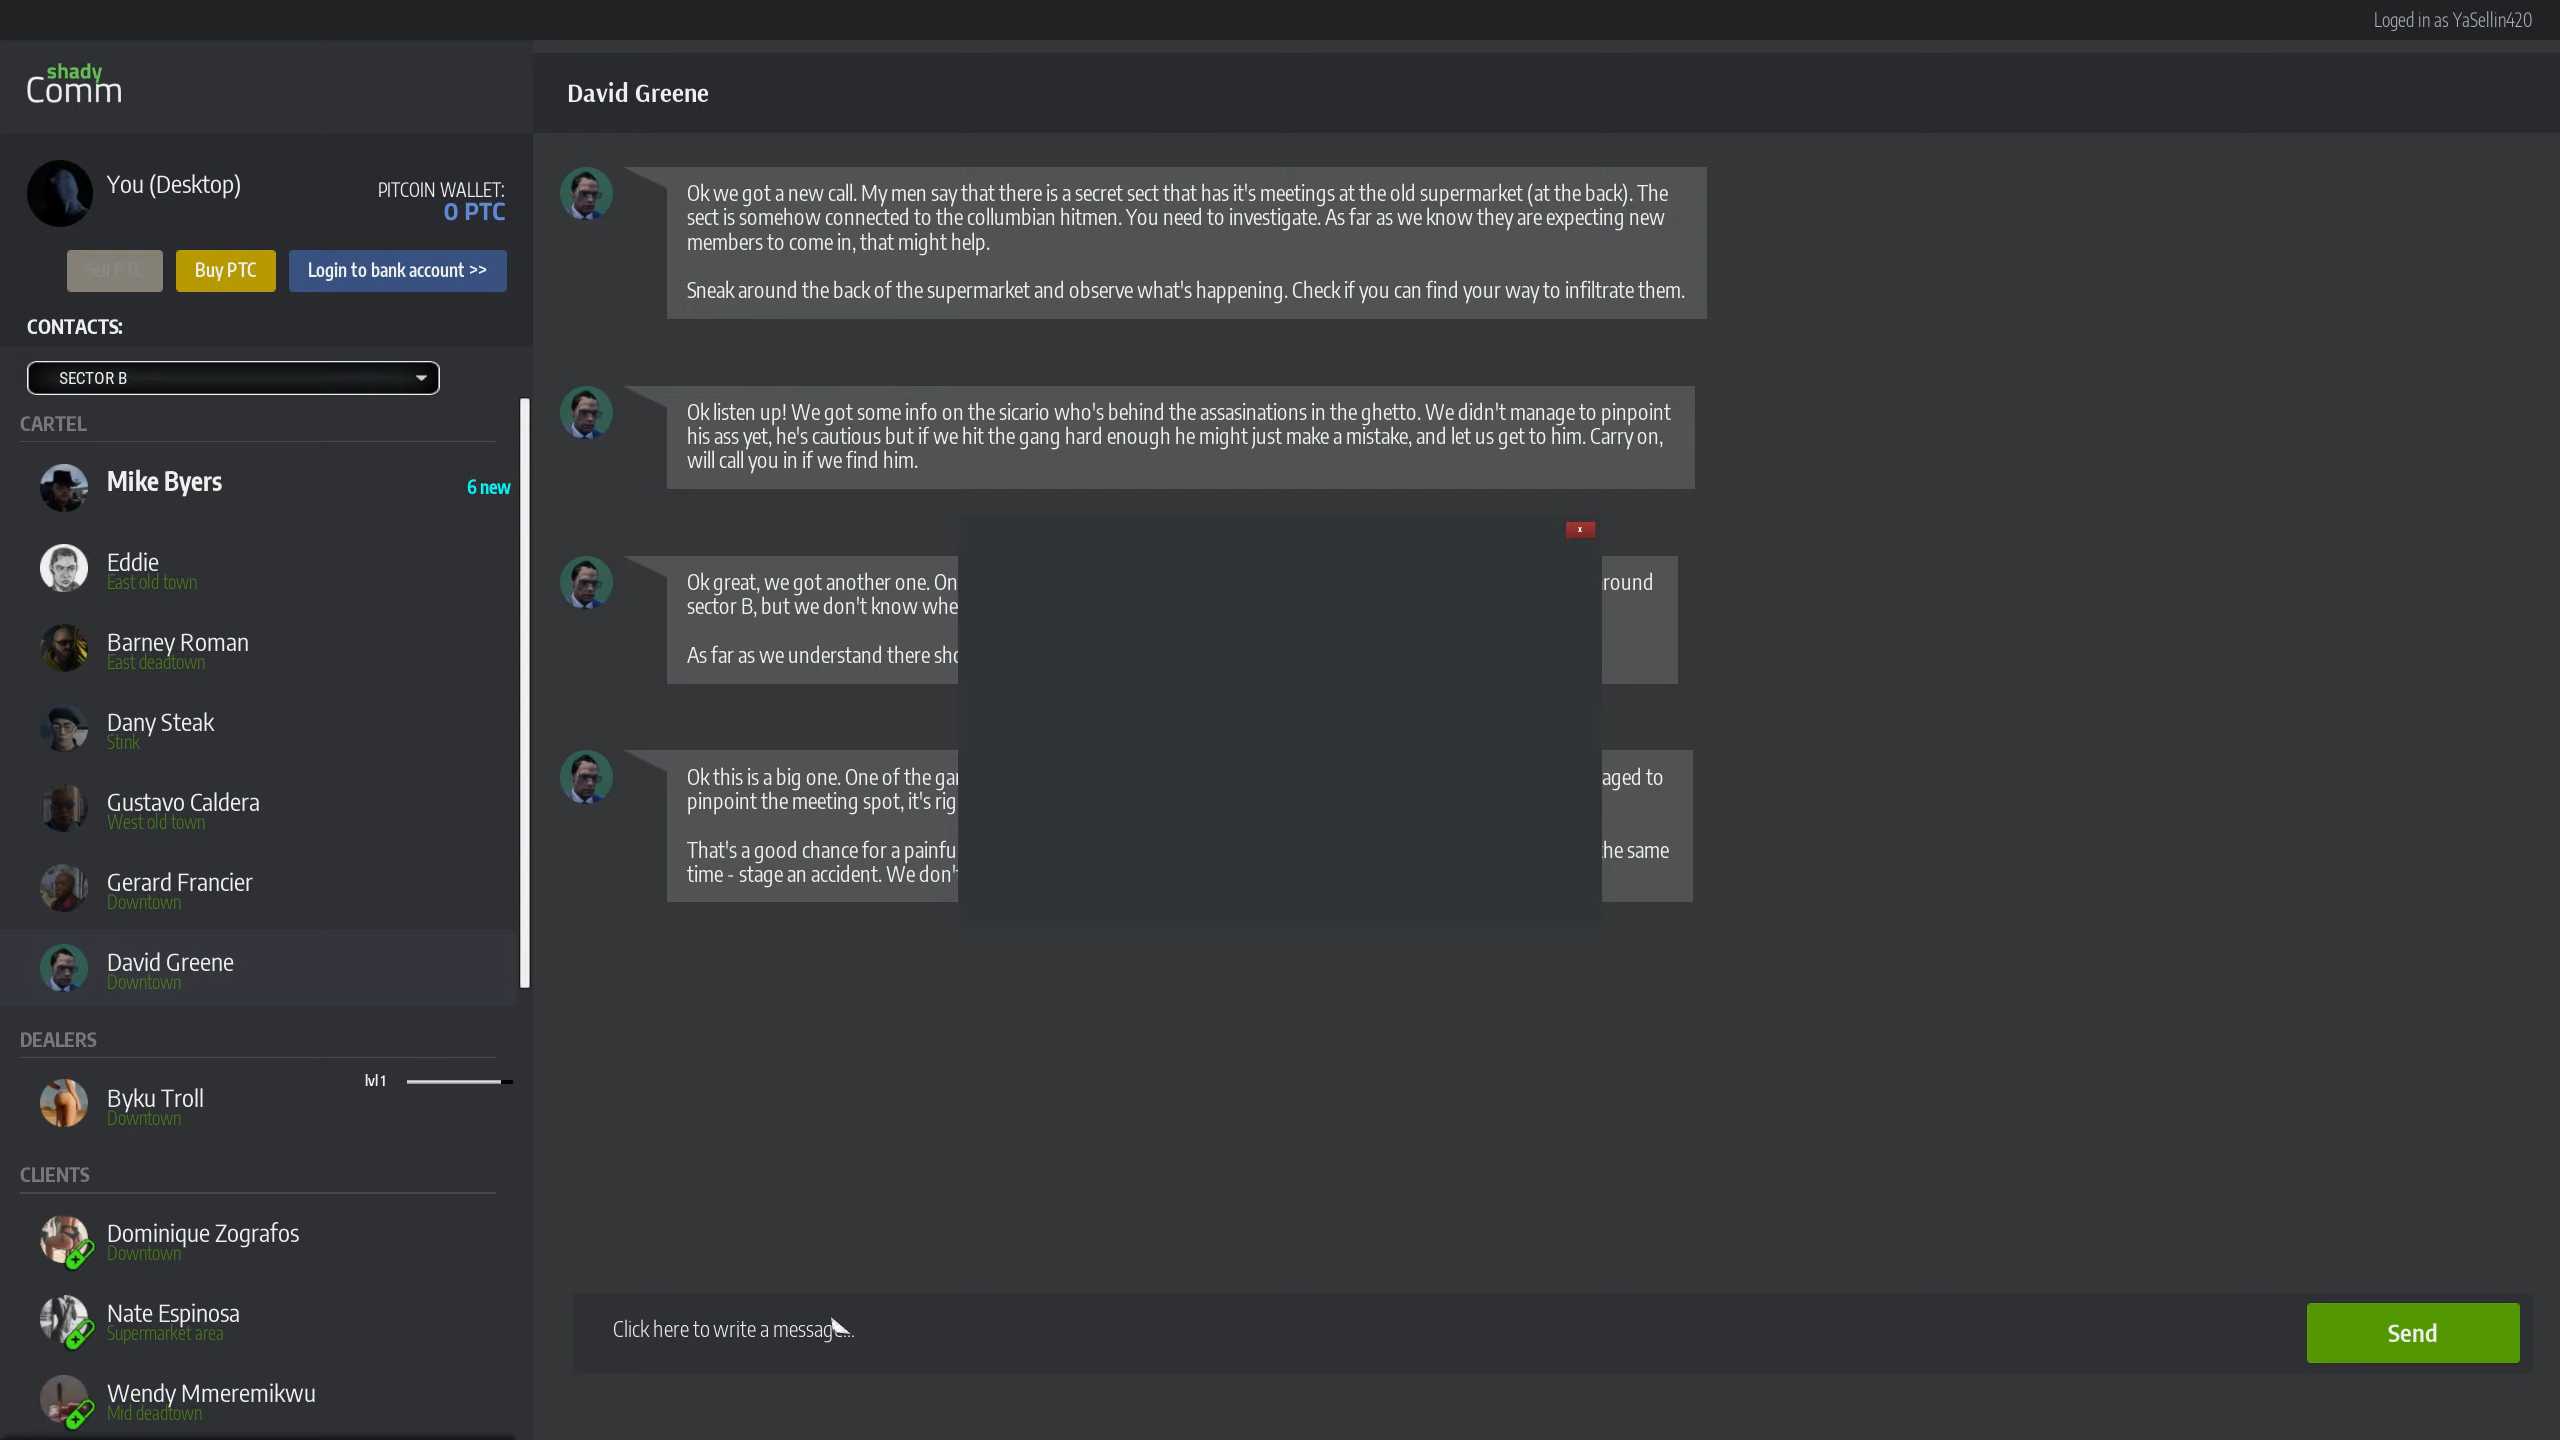 Loged in as YaSellin420
shady
Comm
You (Desktop)
PITCOIN WALLET:
0 PTC
Sell PTC
Buy PTC
Login to bank account >>
CONTACTS:
SECTOR B
CARTEL
Mike Byers
6 new
Eddie
East old town
Barney Roman
East deadtown
Dany Steak
Stink
Gustavo Caldera
West old town
Gerard Francier
Downtown
David Greene
Downtown
DEALERS
Byku Troll
lvl 1
Downtown
CLIENTS
Dominique Zografos
Downtown
Nate Espinosa
Supermarket area
Wendy Mmeremikwu
Mid deadtown
David Greene
Ok we got a new call. My men say that there is a secret sect that has it's meetings at the old supermarket (at the back). The
sect is somehow connected to the collumbian hitmen. You need to investigate. As far as we know they are expecting new
members to come in, that might help.
Sneak around the back of the supermarket and observe what's happening. Check if you can find your way to infiltrate them.
Ok listen up! We got some info on the sicario who's behind the assasinations in the ghetto. We didn't manage to pinpoint
his ass yet, he's cautious but if we hit the gang hard enough he might just make a mistake, and let us get to him. Carry on,
will call you in if we find him.
x
Ok great, we got another one. On round
sector B, but we don't know whe
As far as we understand there sho
Ok this is a big one. One of the gan aged to
pinpoint the meeting spot, it's rig
That's a good chance for a painfu he same
time - stage an accident. We don't
Click here to write a message...
Send